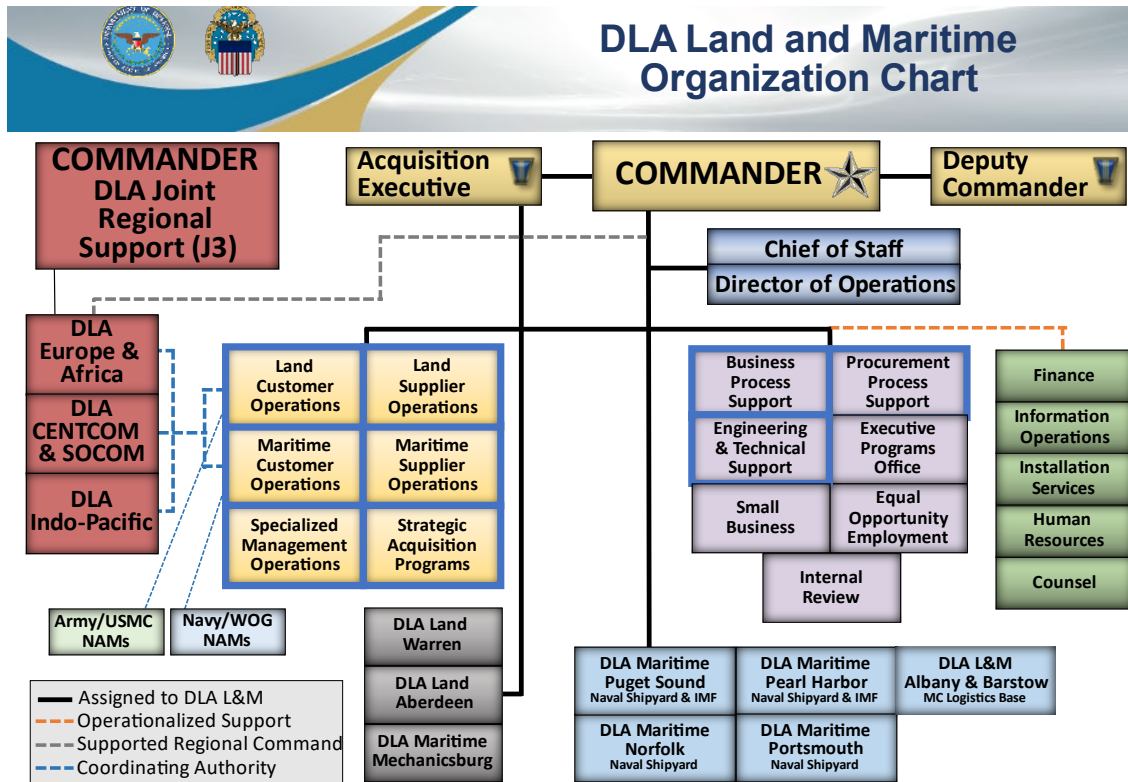 DLA Land and Maritime
Organization Chart
COMMANDER
DLA Joint
Regional
Support (J3)
Acquisition
Executive
COMMANDER
Deputy
Commander
Chief of Staff
Director of Operations
DLA
Europe &
Africa
DLA
CENTCOM
& SOCOM
DLA
Indo-Pacific
Land
Customer
Operations
Land
Supplier
Operations
Maritime
Customer
Operations
Maritime
Supplier
Operations
Specialized
Management
Operations
Strategic
Acquisition
Programs
Business
Process
Support
Procurement
Process
Support
Engineering
& Technical
Support
Executive
Programs
Office
Small
Business
Equal
Opportunity
Employment
Internal
Review
Finance
Information
Operations
Installation
Services
Human
Resources
Counsel
Army/USMC
NAMs
Navy/WOG
NAMs
DLA Land
Warren
DLA Land
Aberdeen
DLA Maritime
Mechanicsburg
DLA Maritime
Puget Sound
Naval Shipyard & IMF
DLA Maritime
Pearl Harbor
Naval Shipyard & IMF
DLA L&M
Albany & Barstow
MC Logistics Base
DLA Maritime
Norfolk
Naval Shipyard
DLA Maritime
Portsmouth
Naval Shipyard
Assigned to DLA L&M
Operationalized Support
Supported Regional Command
Coordinating Authority